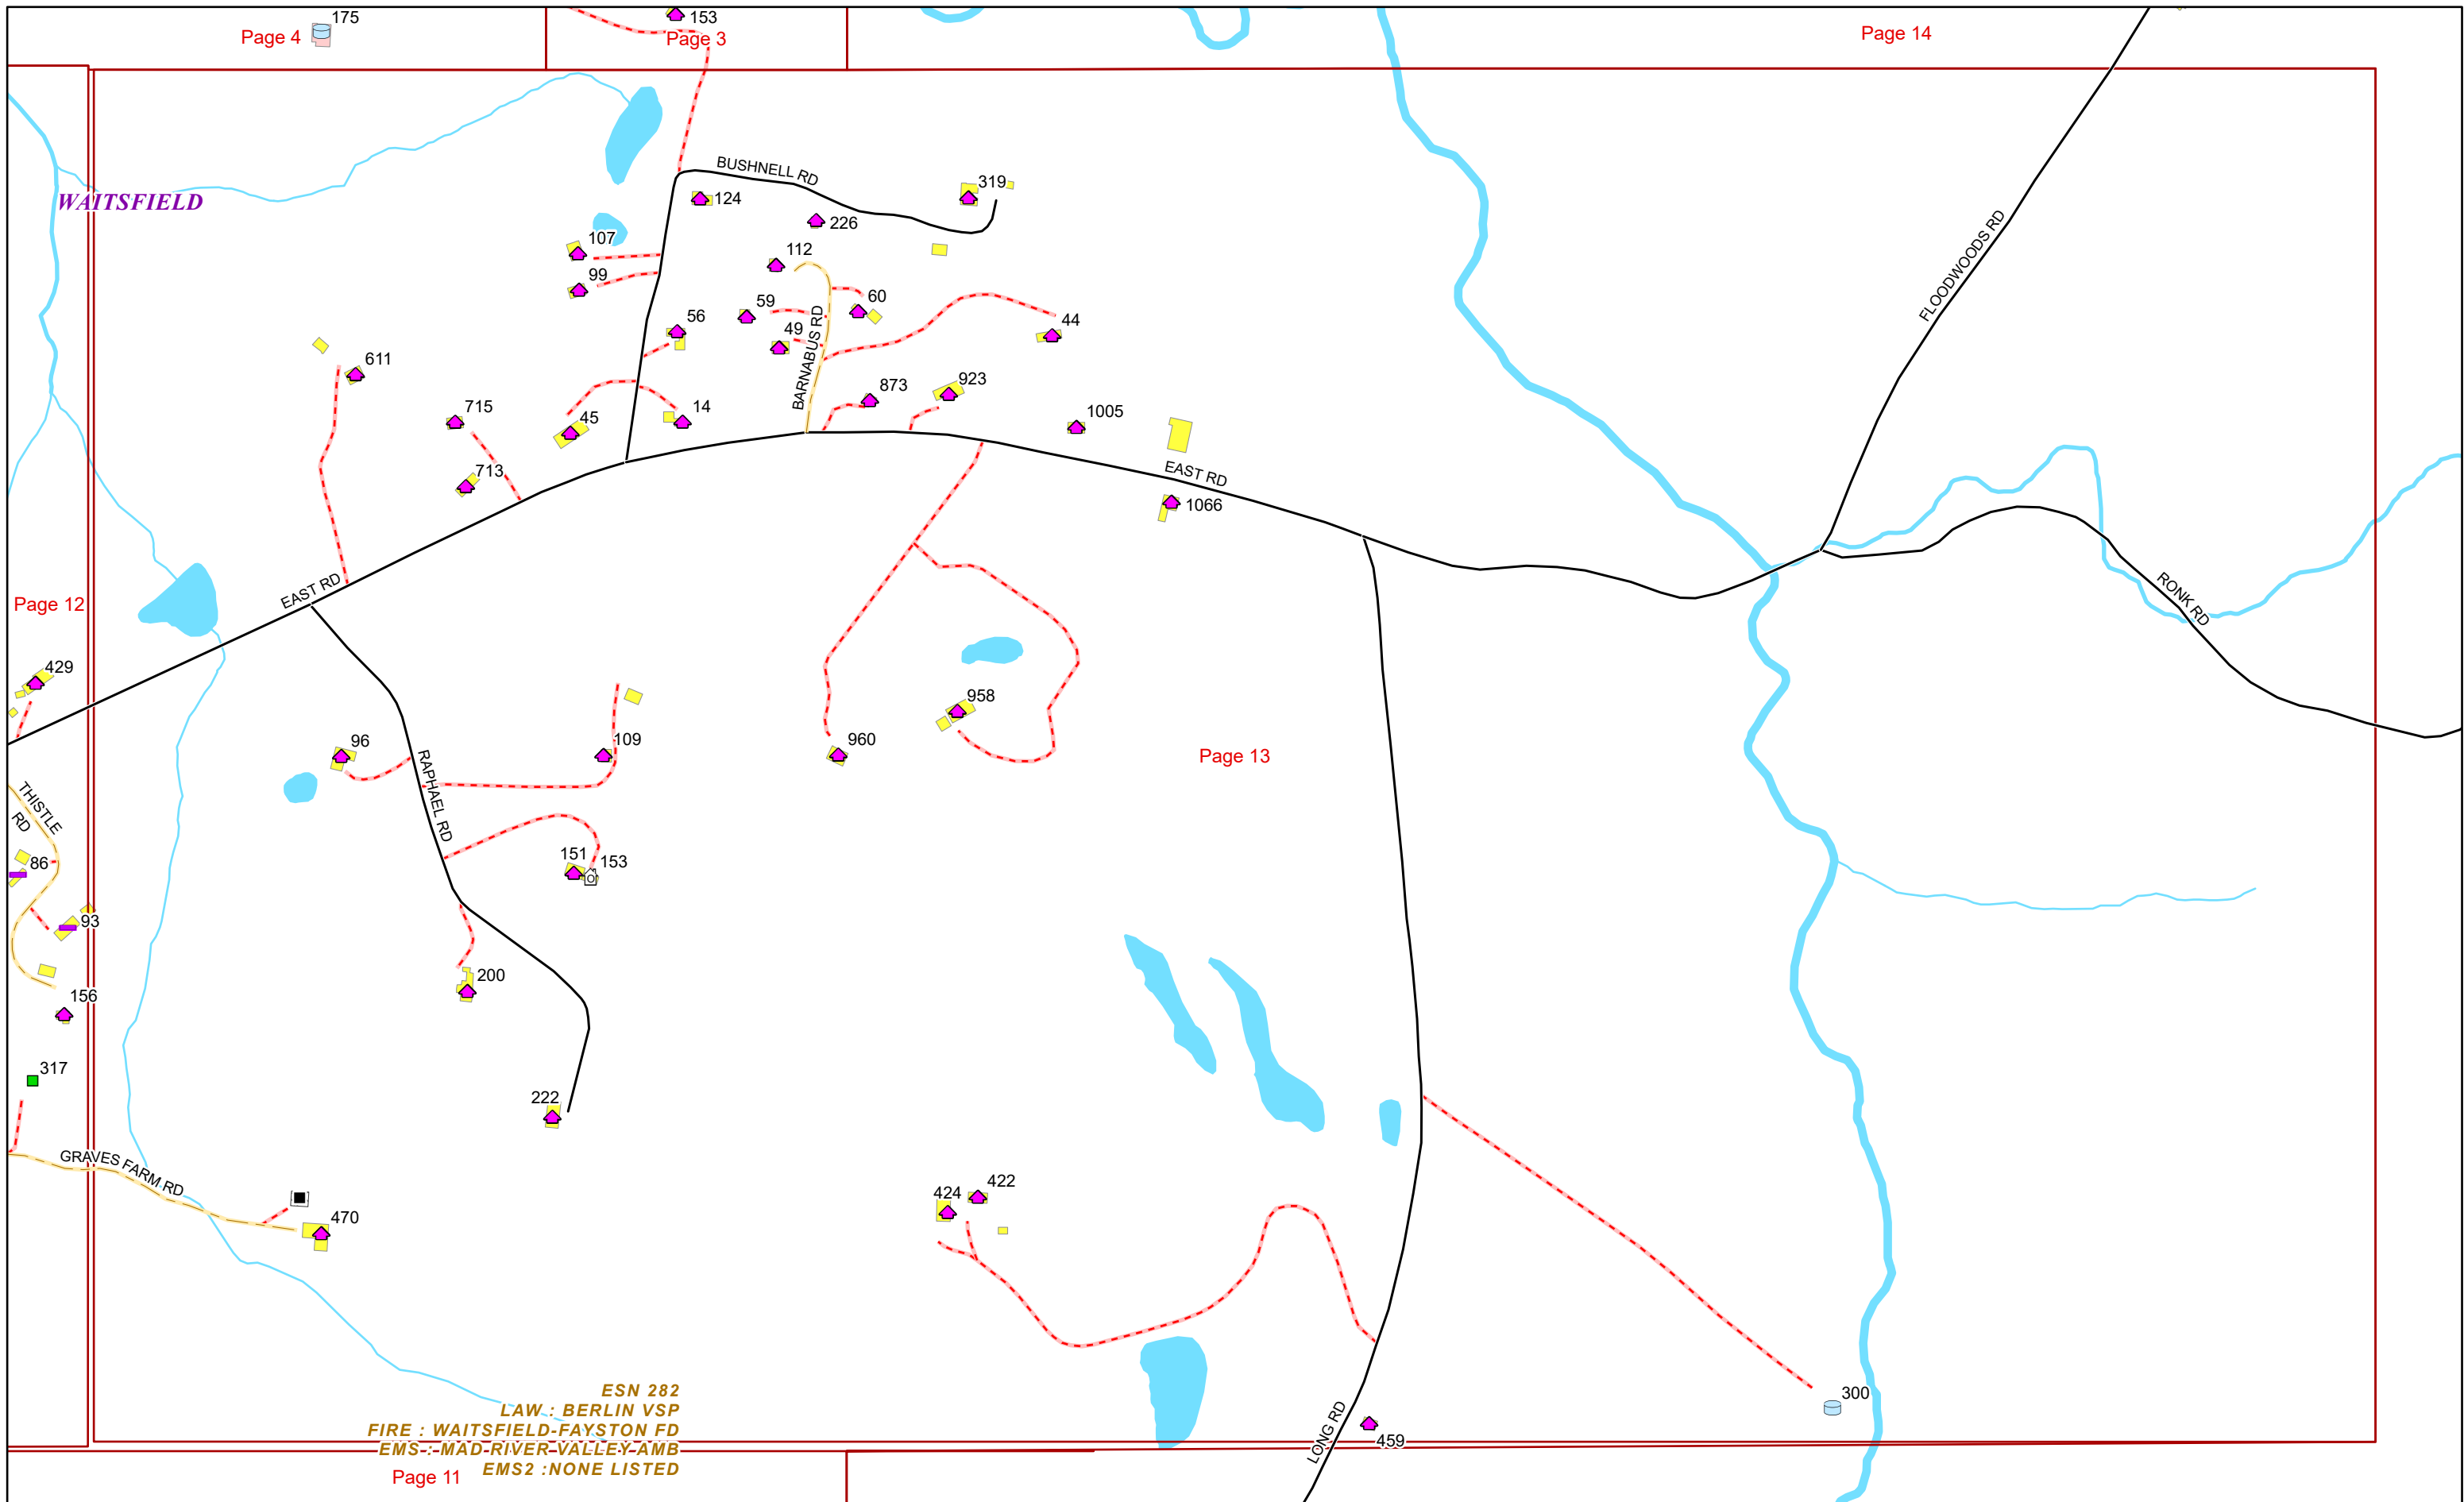 175
153
Page 4
Page 3
Page 14
BUSHNELL RD
319
124
WAITSFIELD
226
107
112
FLOODWOODS RD
99
59
60
56
44
49
BARNABUS RD
611
923
873
715
45
14
1005
713
EAST RD
1066
EAST RD
RONK RD
Page 12
429
958
96
109
960
Page 13
RAPHAEL RD
THISTLE
RD
151
153
86
93
200
156
317
222
GRAVES FARM RD
424
422
470
ESN 282
LAW : BERLIN VSP
FIRE : WAITSFIELD-FAYSTON FD
EMS : MAD RIVER VALLEY AMB
EMS2 :NONE LISTED
300
LONG RD
459
Page 11